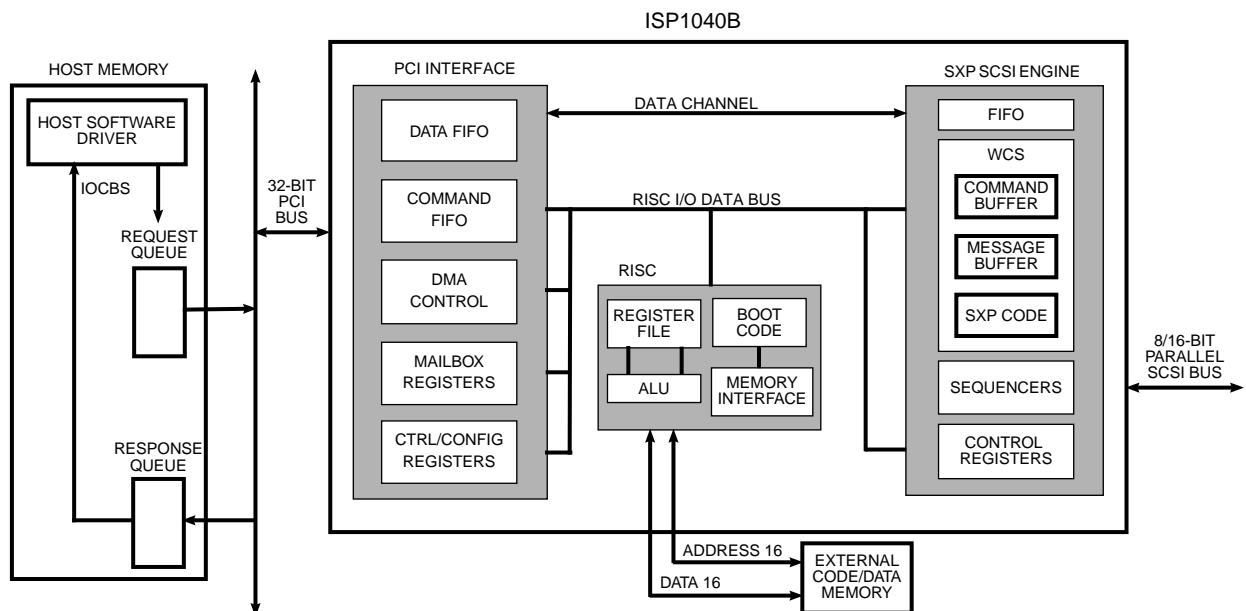 ISP1040B
HOST MEMORY
HOST SOFTWARE
DRIVER
IOCBS
REQUEST
QUEUE
RESPONSE
QUEUE
32-BIT
PCI
BUS
PCI INTERFACE
DATA FIFO
COMMAND
FIFO
DMA
CONTROL
MAILBOX
REGISTERS
CTRL/CONFIG
REGISTERS
DATA CHANNEL
RISC I/O DATA BUS
RISC
REGISTER
FILE
BOOT
CODE
ALU
MEMORY
INTERFACE
SXP SCSI ENGINE
FIFO
WCS
COMMAND
BUFFER
MESSAGE
BUFFER
SXP CODE
SEQUENCERS
CONTROL
REGISTERS
8/16-BIT
PARALLEL
SCSI BUS
ADDRESS 16
DATA 16
EXTERNAL
CODE/DATA
MEMORY